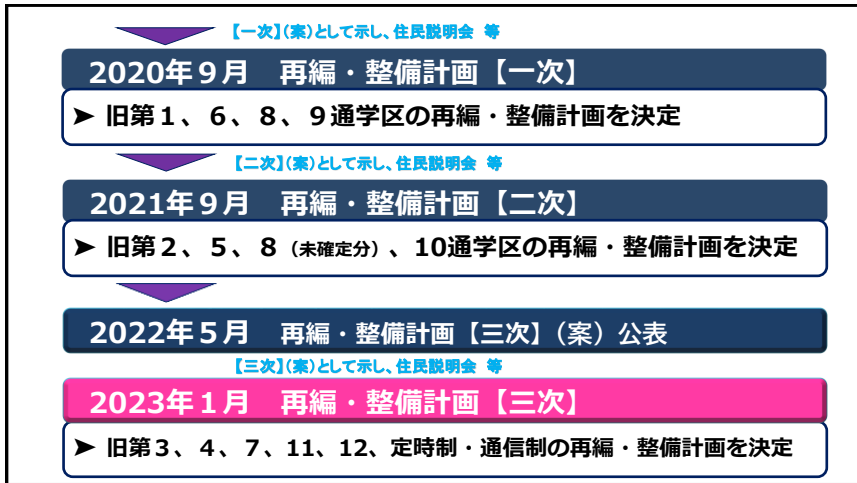 【一次】(案)として示し、住民説明会 等
2020年９月　再編・整備計画【一次】
➤ 旧第１、６、８、９通学区の再編・整備計画を決定
【二次】(案)として示し、住民説明会 等
2021年９月　再編・整備計画【二次】
➤ 旧第２、５、８（未確定分）、10通学区の再編・整備計画を決定
2022年５月　再編・整備計画【三次】（案）公表
【三次】(案)として示し、住民説明会 等
2023年１月　再編・整備計画【三次】
➤ 旧第３、４、７、11、12、定時制・通信制の再編・整備計画を決定